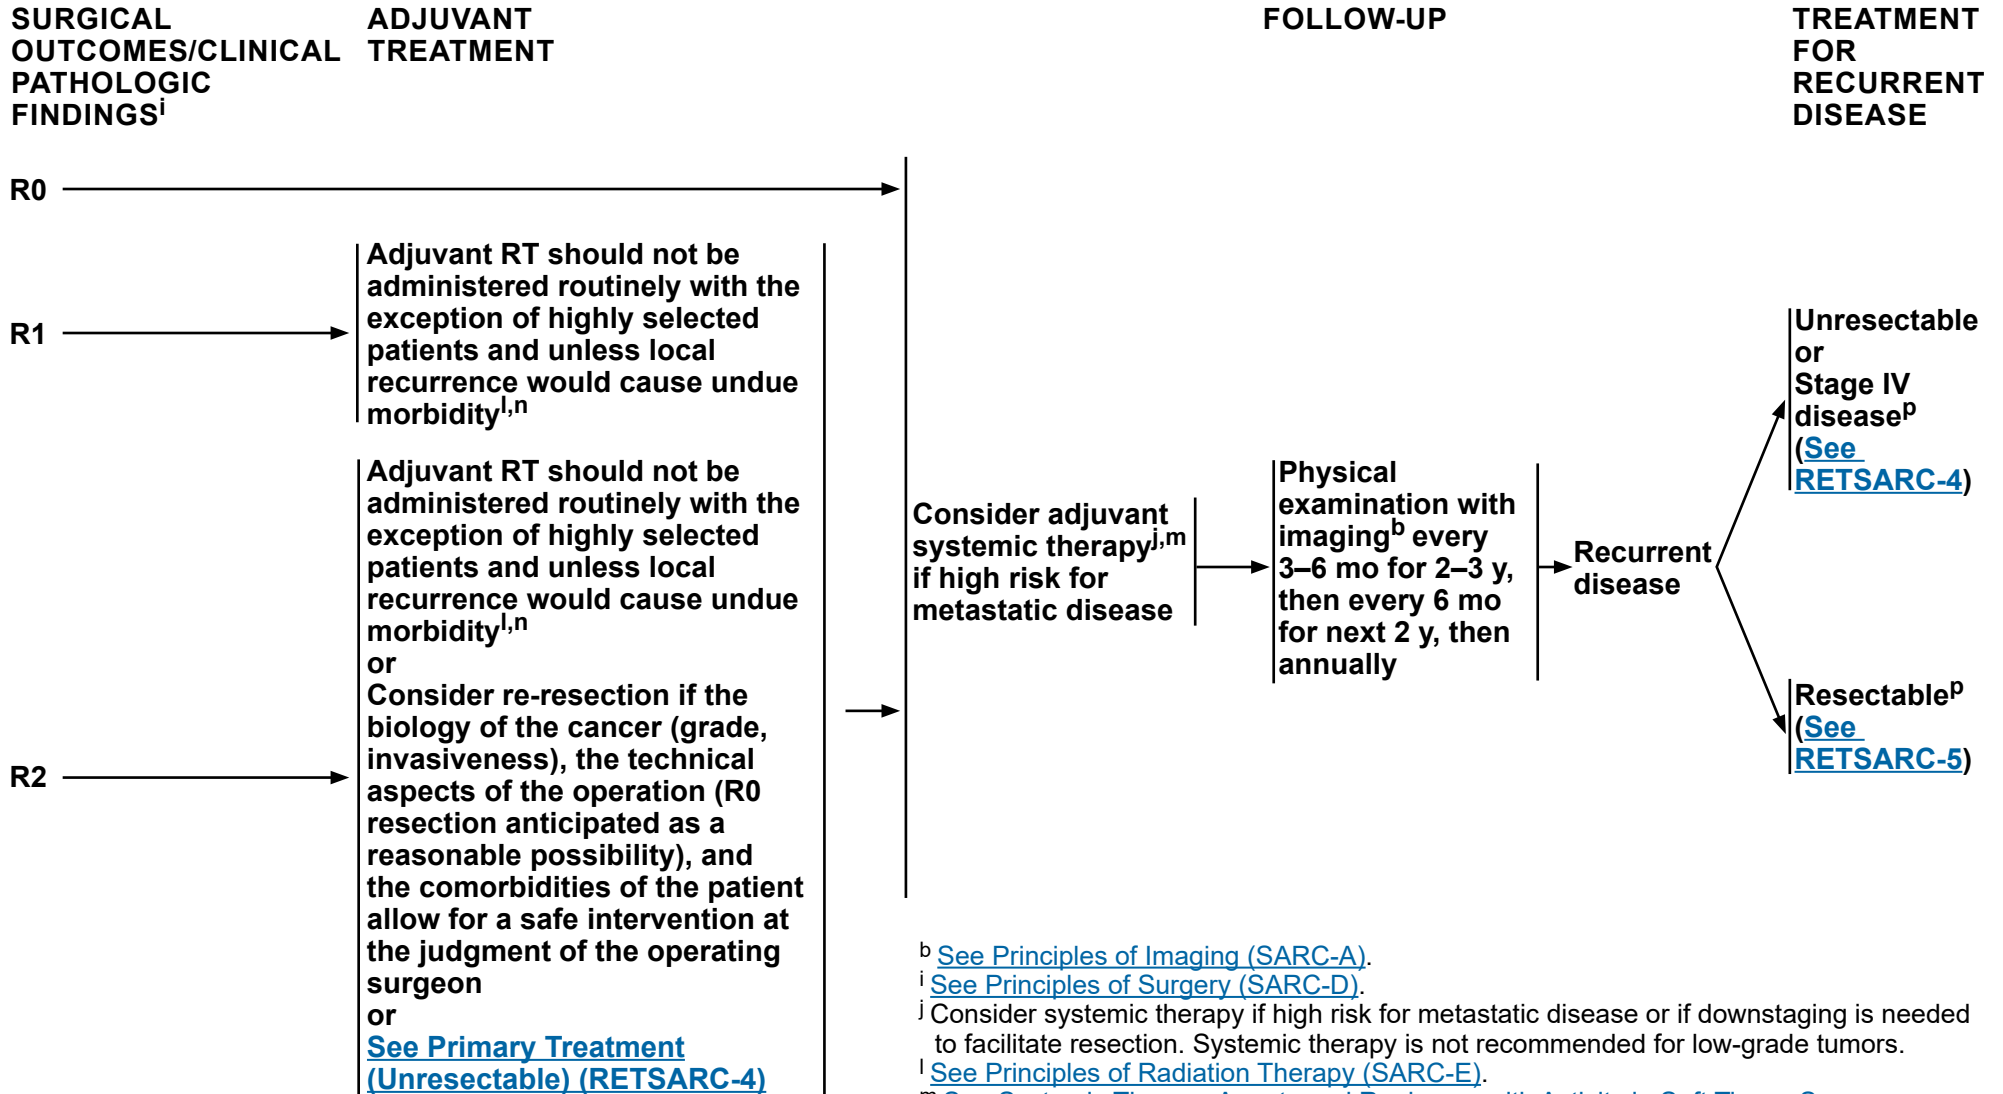 SURGICAL
OUTCOMES/CLINICAL
PATHOLOGIC
FINDINGSⁱ
ADJUVANT
TREATMENT
FOLLOW-UP
TREATMENT
FOR
RECURRENT
DISEASE
R0
R1
Adjuvant RT should not be
administered routinely with the
exception of highly selected
patients and unless local
recurrence would cause undue
morbidityl,n
R2
Adjuvant RT should not be
administered routinely with the
exception of highly selected
patients and unless local
recurrence would cause undue
morbidityl,n
or
Consider re-resection if the
biology of the cancer (grade,
invasiveness), the technical
aspects of the operation (R0
resection anticipated as a
reasonable possibility), and
the comorbidities of the patient
allow for a safe intervention at
the judgment of the operating
surgeon
or
See Primary Treatment
(Unresectable) (RETSARC-4)
Consider adjuvant
systemic therapyj,m
if high risk for
metastatic disease
Physical
examination with
imagingb every
3–6 mo for 2–3 y,
then every 6 mo
for next 2 y, then
annually
Recurrent
disease
Unresectable
or
Stage IV
diseasep
(See
RETSARC-4)
Resectablep
(See
RETSARC-5)
b See Principles of Imaging (SARC-A).
i See Principles of Surgery (SARC-D).
j Consider systemic therapy if high risk for metastatic disease or if downstaging is needed
to facilitate resection. Systemic therapy is not recommended for low-grade tumors.
l See Principles of Radiation Therapy (SARC-E).